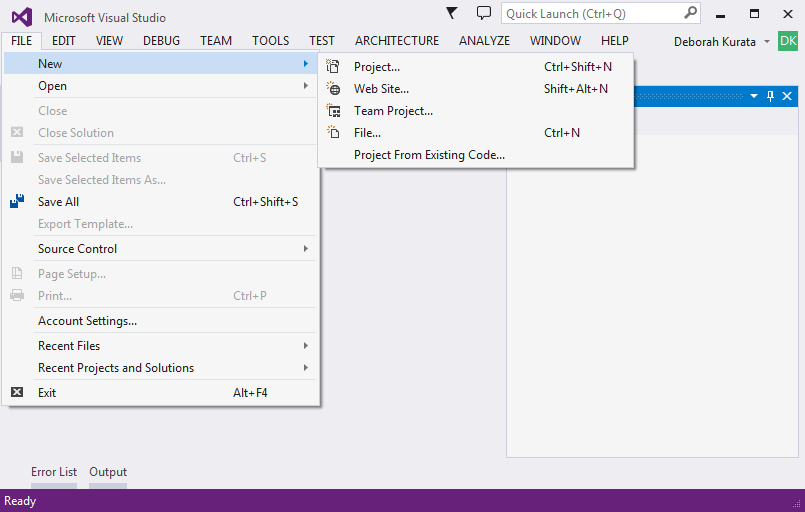 Microsoft Visual Studio
Quick Launch (Ctrl+Q)
FILE EDIT VIEW DEBUG TEAM TOOLS TEST ARCHITECTURE ANALYZE WINDOW HELP Deborah Kurata DK
New
Open
Close
Close Solution
Save Selected Items Ctrl+S
Save Selected Items As...
Save All Ctrl+Shift+S
Export Template...
Source Control
Page Setup...
Print... Ctrl+P
Account Settings...
Recent Files
Recent Projects and Solutions
Exit Alt+F4
Project... Ctrl+Shift+N
Web Site... Shift+Alt+N
Team Project...
File... Ctrl+N
Project From Existing Code...
Error List Output
Ready